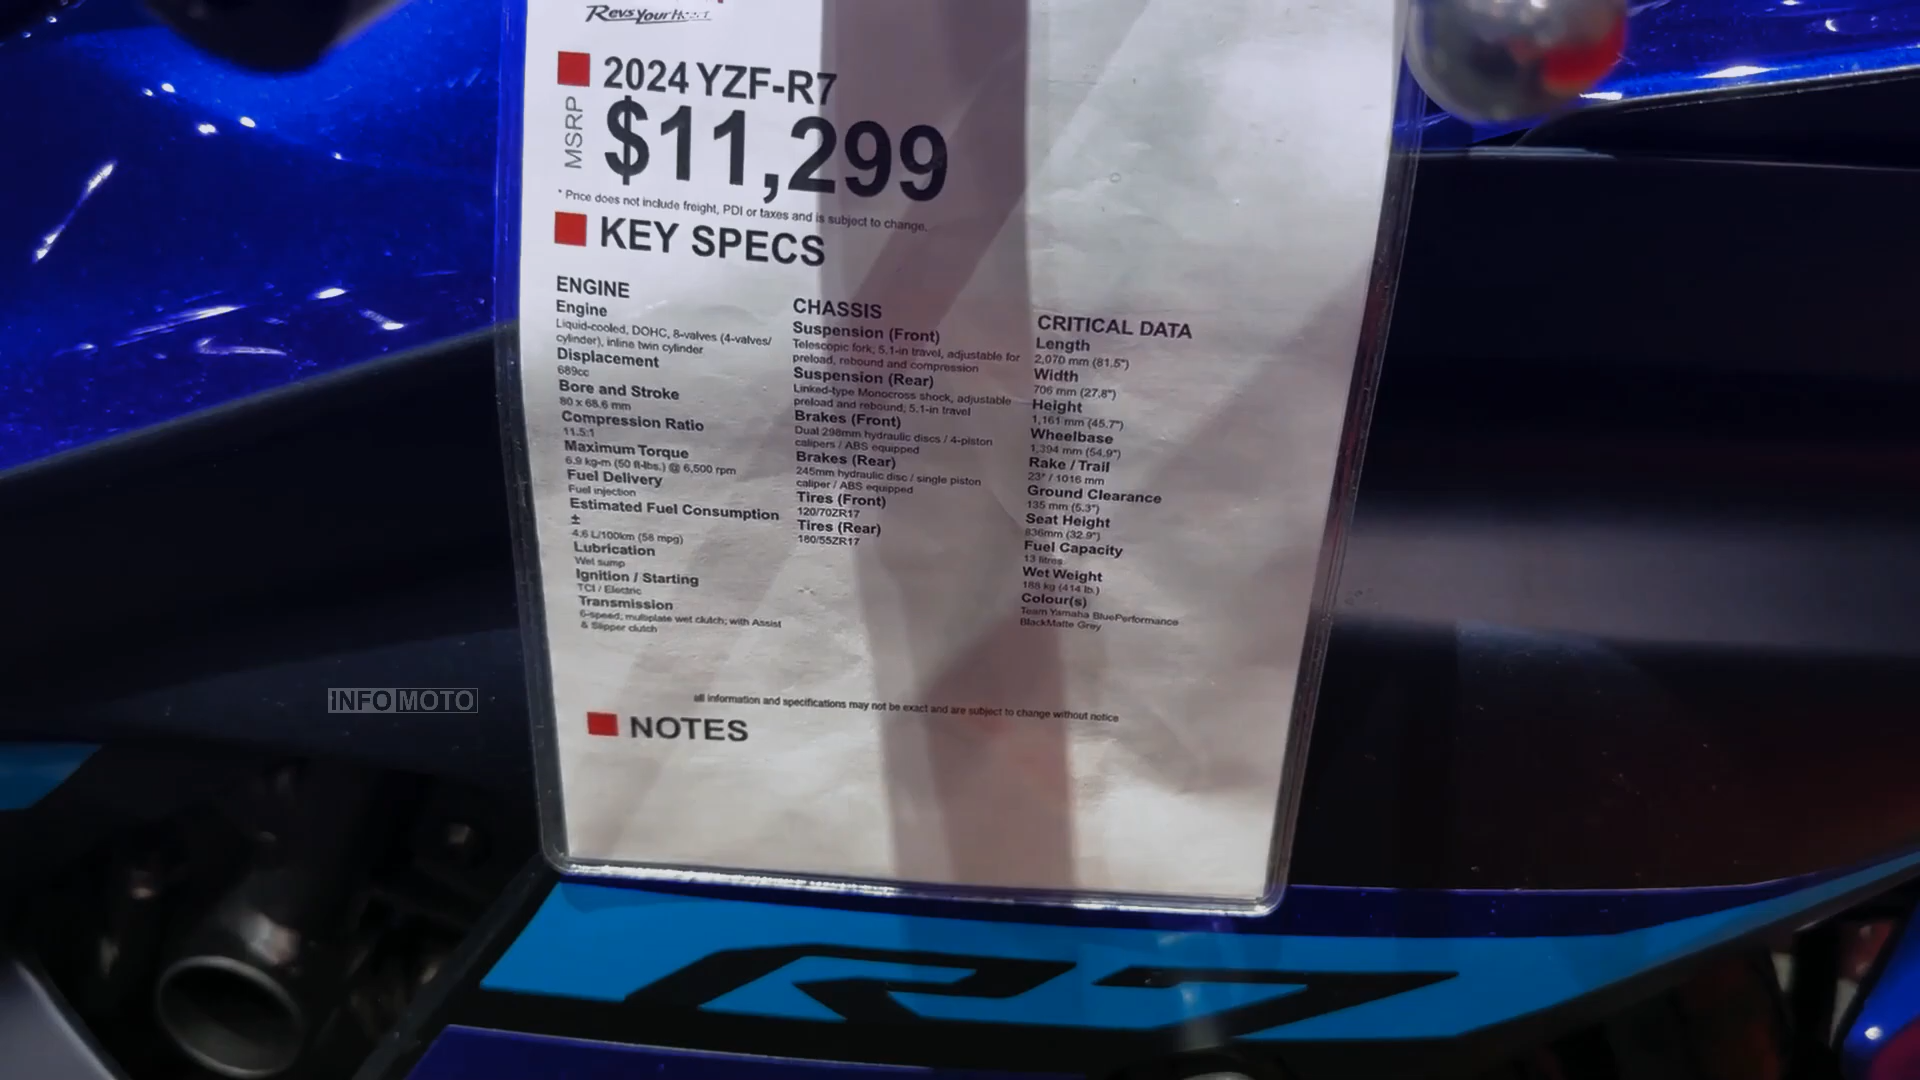 Revs Your Heart
2024 YZF-R7
MSRP
$11,299
* Price does not include freight, PDI or taxes and is subject to change.
KEY SPECS
ENGINE
Engine
Liquid-cooled, DOHC, 8-valves (4-valves/
cylinder), inline twin cylinder
Displacement
689cc
Bore and Stroke
80 x 68.6 mm
Compression Ratio
11.5:1
Maximum Torque
6.9 kg-m (50 ft-lbs.) @ 6,500 rpm
Fuel Delivery
Fuel injection
Estimated Fuel Consumption
±
4.6 L/100km (58 mpg)
Lubrication
Wet sump
Ignition / Starting
TCI / Electric
Transmission
6-speed, multiplate wet clutch; with Assist
& Slipper clutch
CHASSIS
Suspension (Front)
Telescopic fork, 5.1-in travel, adjustable for
preload, rebound and compression
Suspension (Rear)
Linked-type Monocross shock, adjustable
preload and rebound, 5.1-in travel
Brakes (Front)
Dual 298mm hydraulic discs / 4-piston
calipers / ABS equipped
Brakes (Rear)
245mm hydraulic disc / single piston
caliper / ABS equipped
Tires (Front)
120/70ZR17
Tires (Rear)
180/55ZR17
CRITICAL DATA
Length
2,070 mm (81.5")
Width
706 mm (27.8")
Height
1,161 mm (45.7")
Wheelbase
1,394 mm (54.9")
Rake / Trail
23° / 1016 mm
Ground Clearance
135 mm (5.3")
Seat Height
836mm (32.9")
Fuel Capacity
13 litres
Wet Weight
188 kg (414 lb.)
Colour(s)
Team Yamaha BluePerformance
BlackMatte Grey
all information and specifications may not be exact and are subject to change without notice
NOTES
INFO MOTO
R7